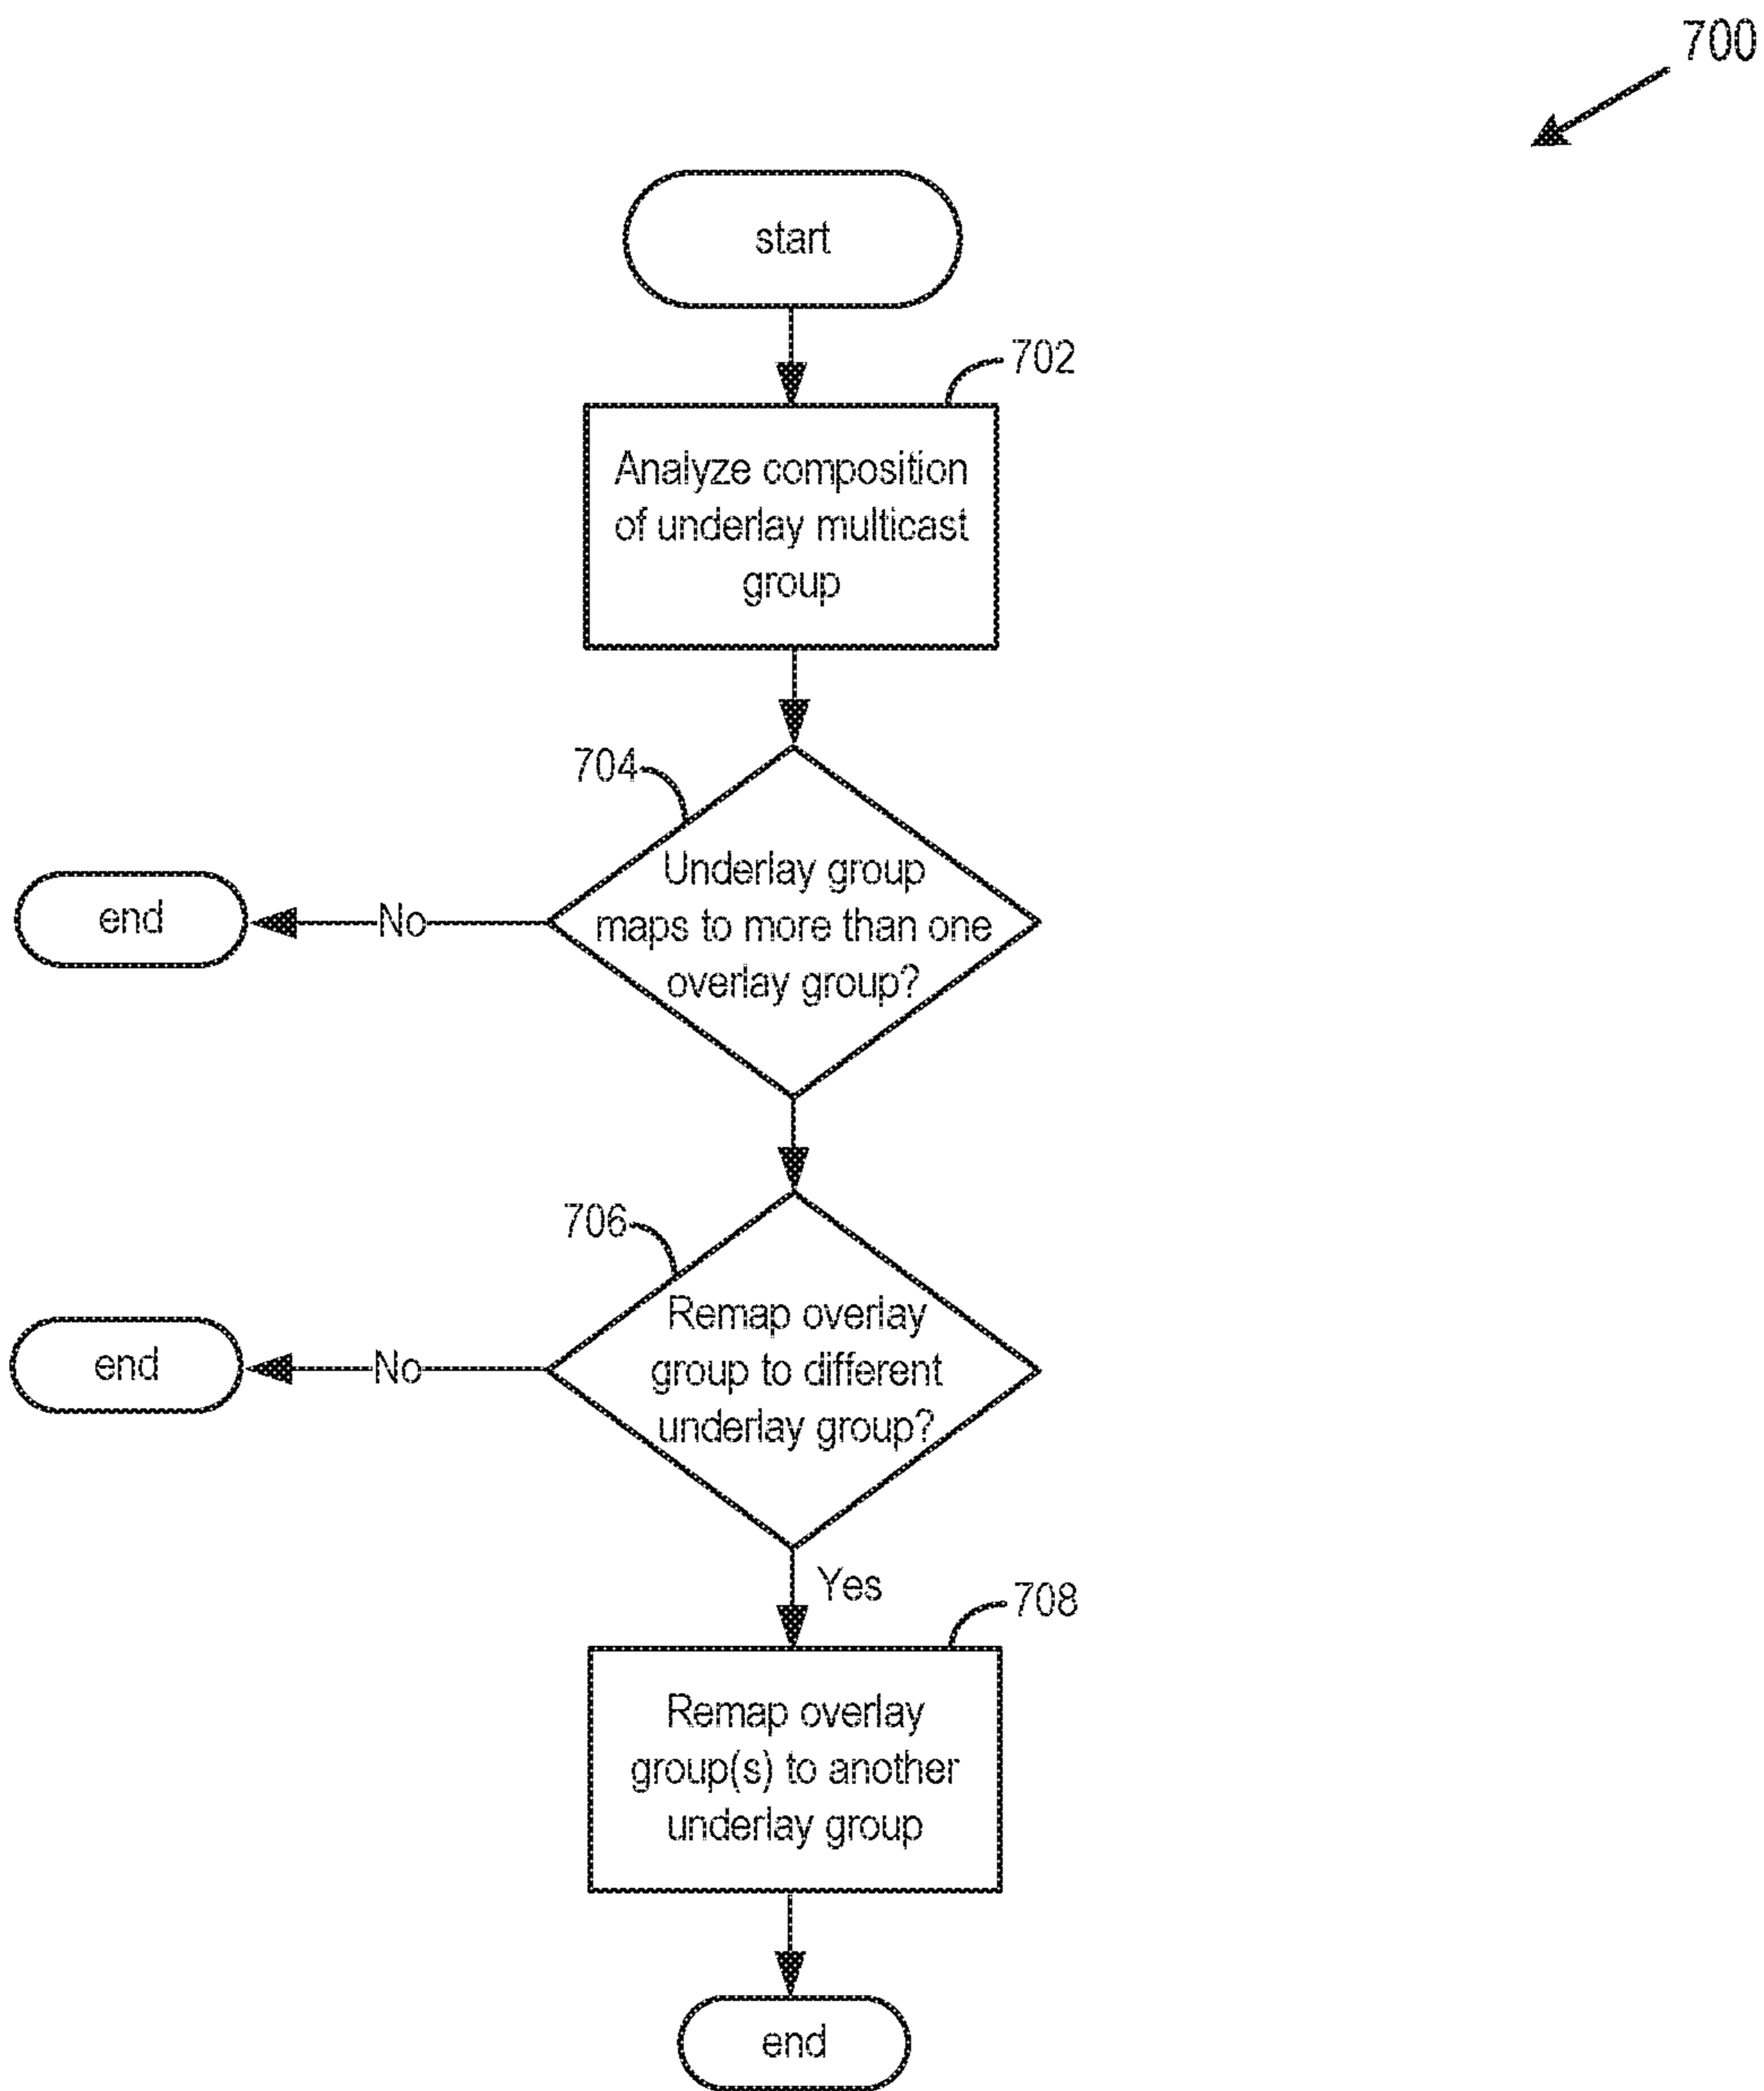 700
start
702
Analyze composition
of underlay multicast
group
704
Underlay group
maps to more than one
overlay group?
No
end
706
Remap overlay
group to different
underlay group?
No
end
Yes
708
Remap overlay
group(s) to another
underlay group
end